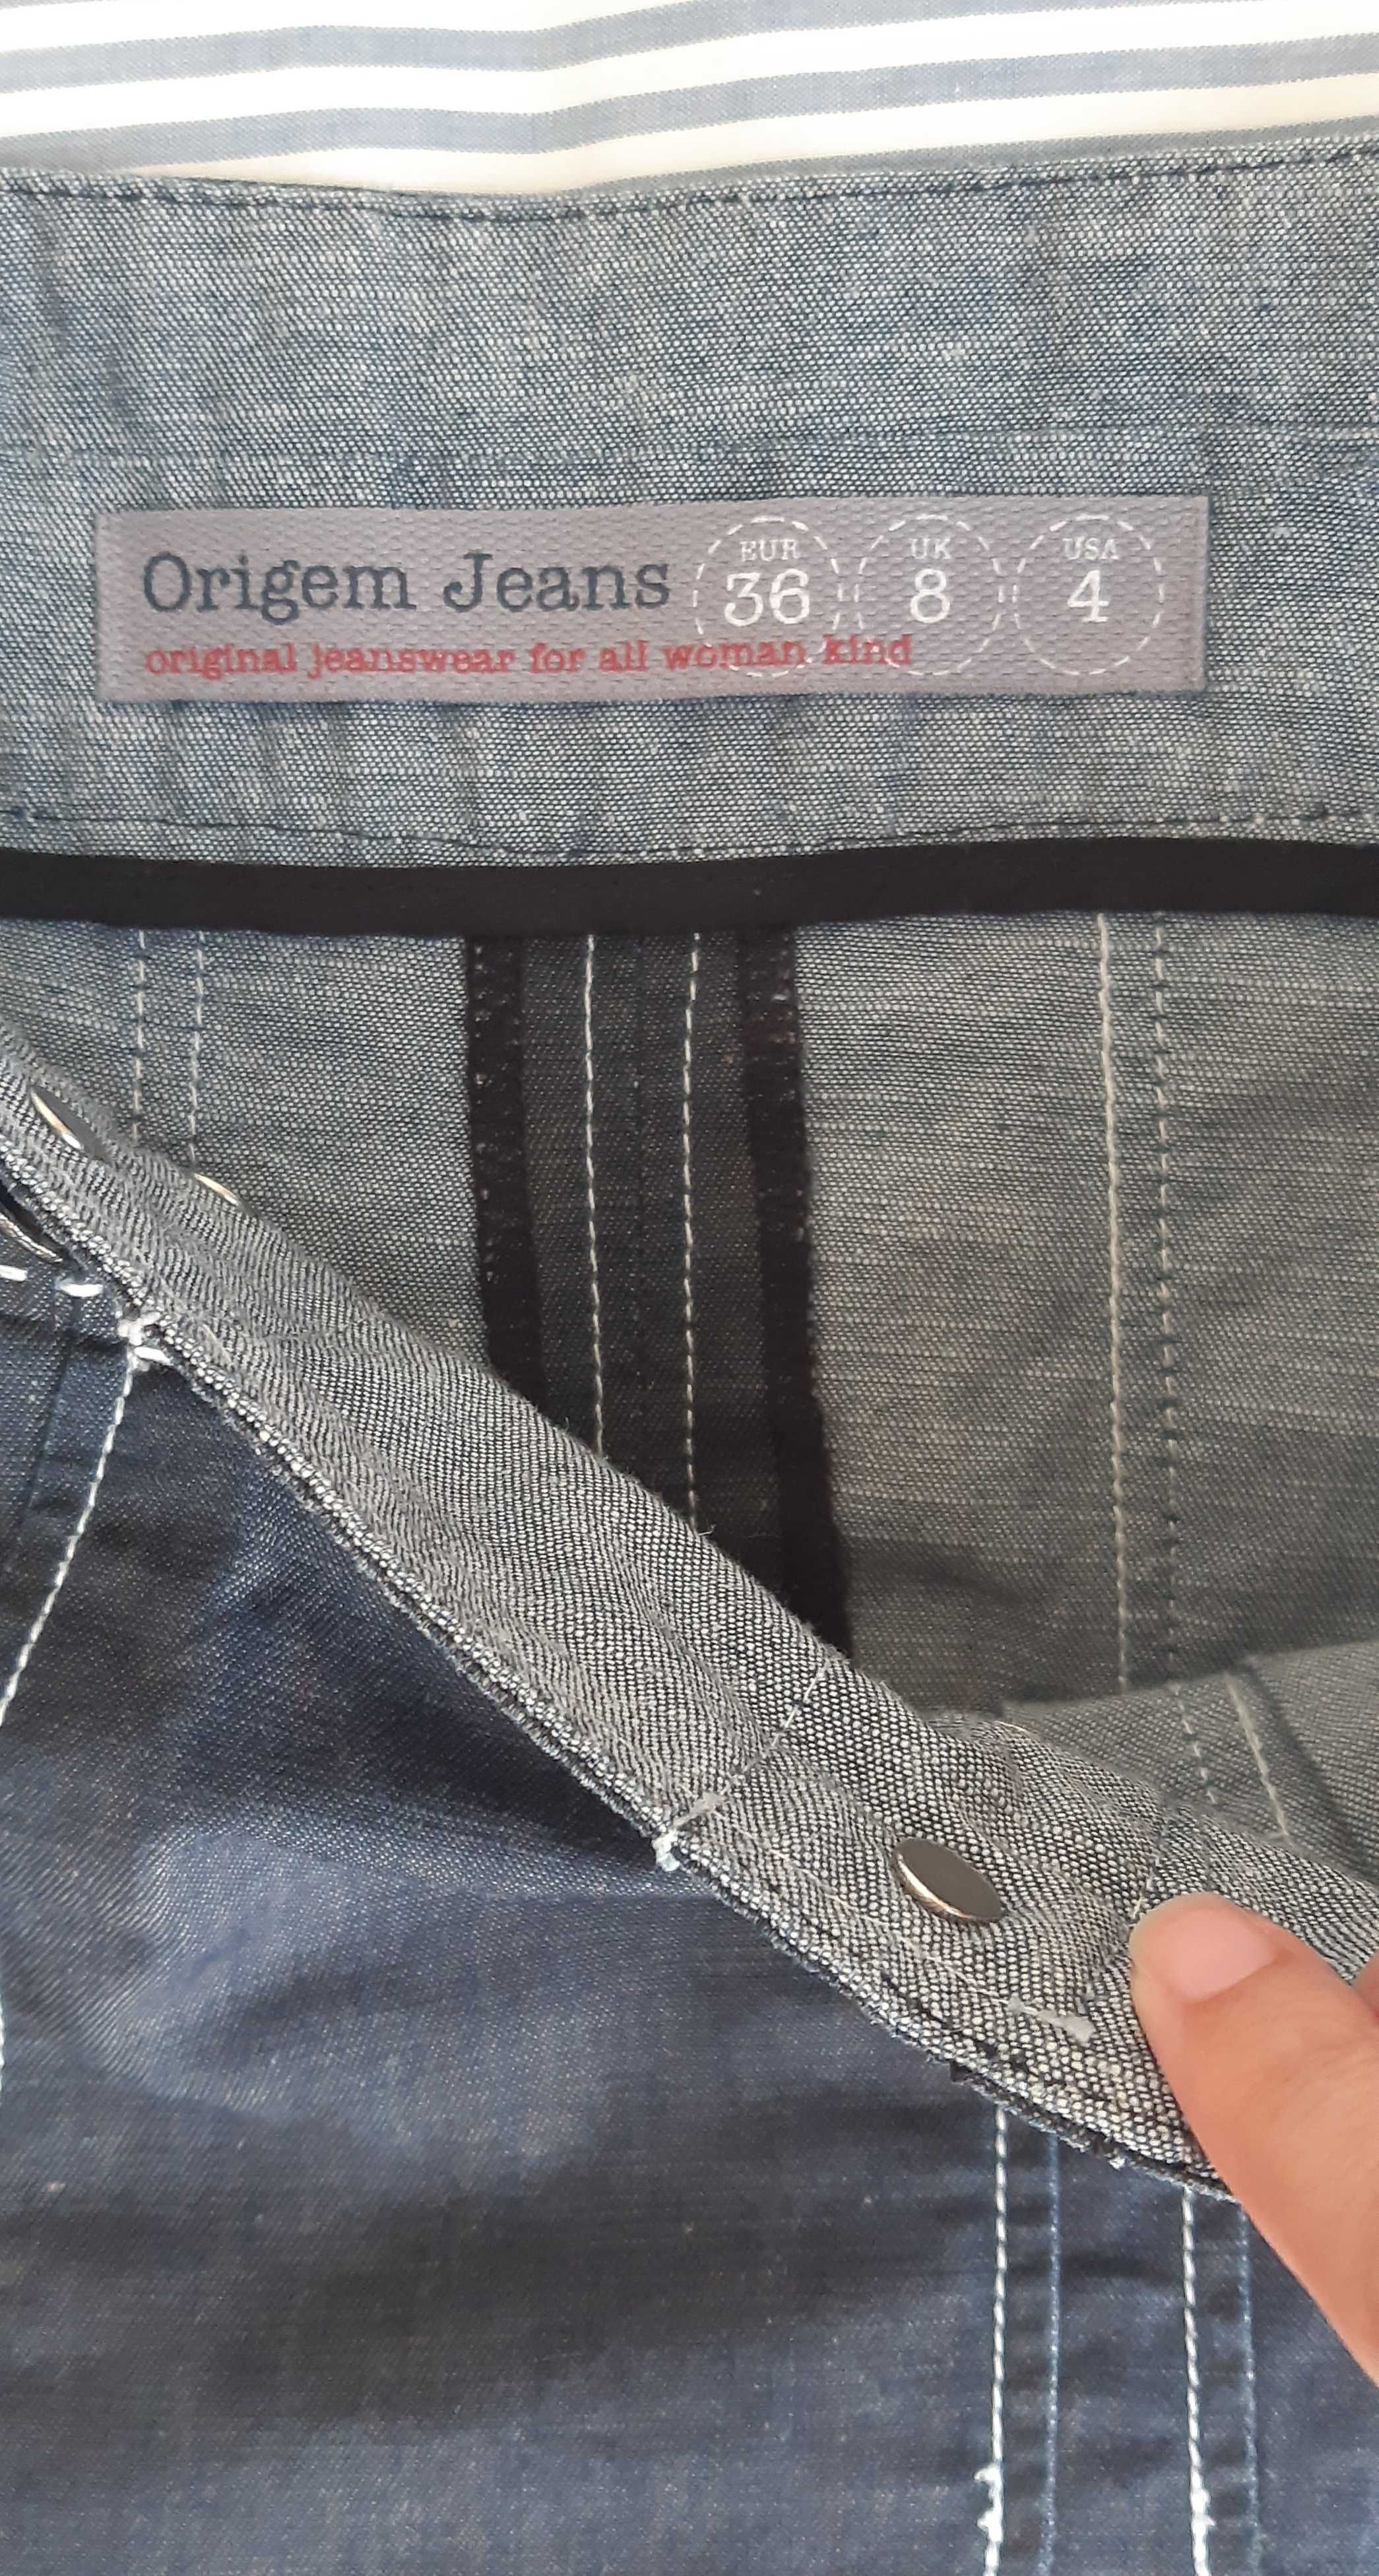 Origem Jeans
EUR UK USA
36 8 4
original jeanswear for all woman kind